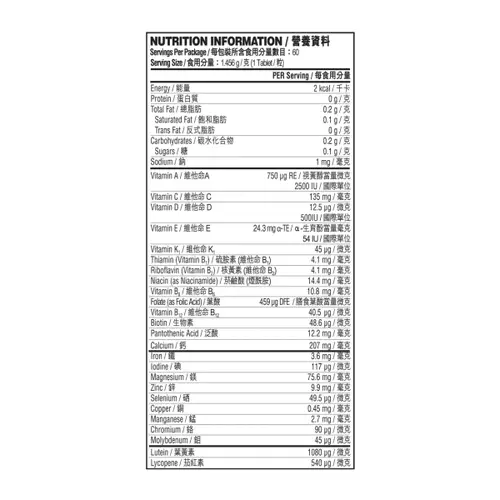 NUTRITION INFORMATION / 營養資料
Servings Per Package / 每包裝所含食用分量數目：60
Serving Size / 食用分量：1.456 g / 克 (1 Tablet / 粒)
PER Serving / 每食用分量
Energy / 能量 2 kcal / 千卡
Protein / 蛋白質 0 g / 克
Total Fat / 總脂肪 0.2 g / 克
Saturated Fat / 飽和脂肪 0.1 g / 克
Trans Fat / 反式脂肪 0 g / 克
Carbohydrates / 碳水化合物 0.2 g / 克
Sugars / 糖 0.1 g / 克
Sodium / 鈉 1 mg / 毫克
Vitamin A / 維他命A 750 µg RE / 視黃醇當量微克
2500 IU / 國際單位
Vitamin C / 維他命 C 135 mg / 毫克
Vitamin D / 維他命 D 12.5 µg / 微克
500IU / 國際單位
Vitamin E / 維他命 E 24.3 mg α-TE / α -生育酚當量毫克
54 IU / 國際單位
Vitamin K₁ / 維他命 K₁ 45 µg / 微克
Thiamin (Vitamin B₁) / 硫胺素 (維他命 B₁) 4.1 mg / 毫克
Riboflavin (Vitamin B₂) / 核黃素 (維他命 B₂) 4.1 mg / 毫克
Niacin (as Nicacinamide) / 菸鹼酸 (煙酰胺) 14.4 mg / 毫克
Vitamin B₆ / 維他命 B₆ 10.8 mg / 毫克
Folate (as Folic Acid) / 葉酸 459 µg DFE / 膳食葉酸當量微克
Vitamin B₁₂ / 維他命 B₁₂ 40.5 µg / 微克
Biotin / 生物素 48.6 µg / 微克
Pantothenic Acid / 泛酸 12.2 mg / 毫克
Calcium / 鈣 207 mg / 毫克
Iron / 鐵 3.6 mg / 毫克
Iodine / 碘 117 µg / 微克
Magnesium / 鎂 75.6 mg / 毫克
Zinc / 鋅 9.9 mg / 毫克
Selenium / 硒 49.5 µg / 微克
Copper / 銅 0.45 mg / 毫克
Manganese / 錳 2.7 mg / 毫克
Chromium / 鉻 90 µg / 微克
Molybdenum / 鉬 45 µg / 微克
Lutein / 葉黃素 1080 µg / 微克
Lycopene / 茄紅素 540 µg / 微克